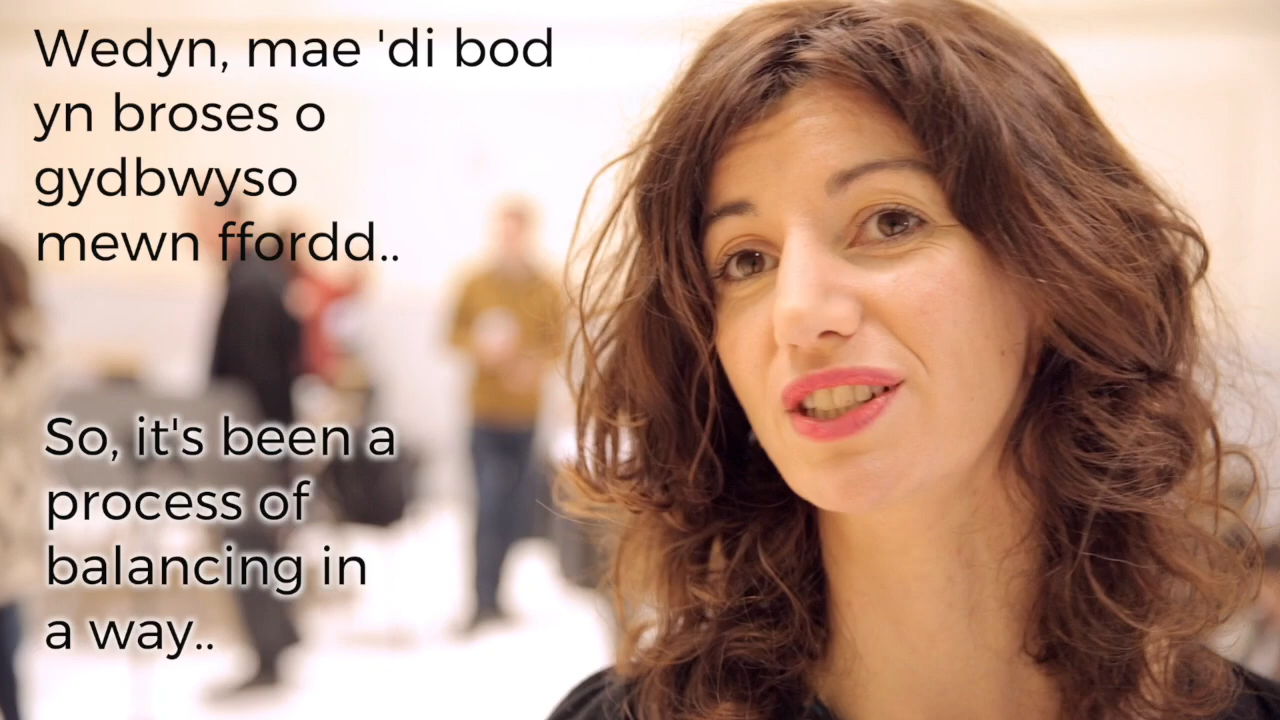 Wedyn, mae 'di bod
yn broses o
gydbwyso
mewn ffordd..
So, it's been a
process of
balancing in
a way..